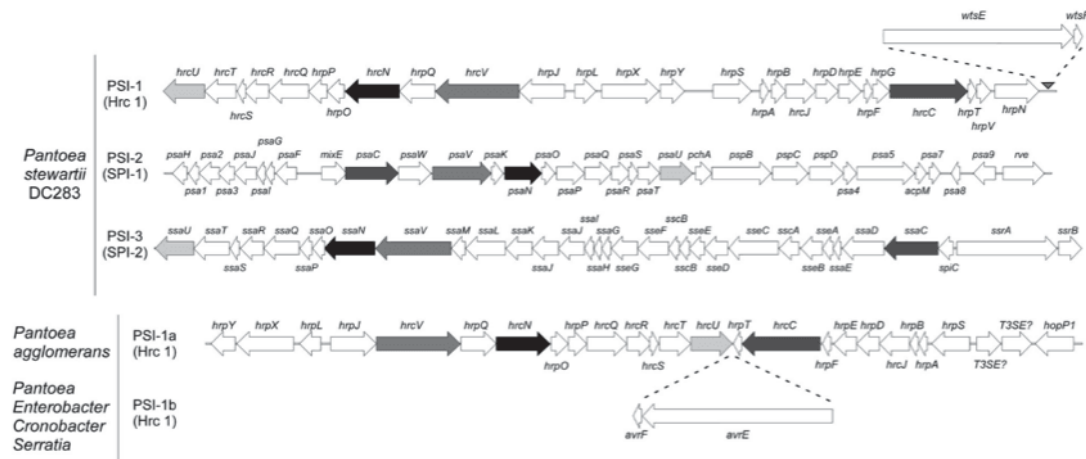 wtsE wtsF
hrcU hrcT hrcR hrcQ hrpP hrcN hrpQ hrcV hrpJ hrpL hrpX hrpY hrpS hrpB hrpD hrpE hrpG
PSI-1
(Hrc 1)
hrcS hrpO hrpA hrcJ hrpF hrcC hrpT hrpV hrpN
psaG
psaH psa2 psaJ psaF mixE psaC psaW psaV psaK psaO psaQ psaS psaU pchA pspB pspC pspD psa5 psa7 psa9 rve
PSI-2
(SPI-1)
psa1 psa3 psaI psaN psaP psaR psaT psa4 acpM psa8
Pantoea
stewartii
DC283
ssaI sscB
ssaU ssaT ssaR ssaQ ssaO ssaN ssaV ssaM ssaL ssaK ssaJ ssaG sseF sseE sseC sscA sseA ssaD ssaC ssrA ssrB
PSI-3
(SPI-2)
ssaS ssaP ssaJ ssaH sseG sscB sseD sseB ssaE spiC
hrpY hrpX hrpL hrpJ hrcV hrpQ hrcN hrpP hrcQ hrcR hrcT hrcU hrpT hrcC hrpE hrpD hrpB hrpS T3SE? hopP1
Pantoea
agglomerans
PSI-1a
(Hrc 1)
hrpO hrcS hrpF hrcJ hrpA T3SE?
Pantoea
Enterobacter
Cronobacter
Serratia
PSI-1b
(Hrc 1)
avrF avrE